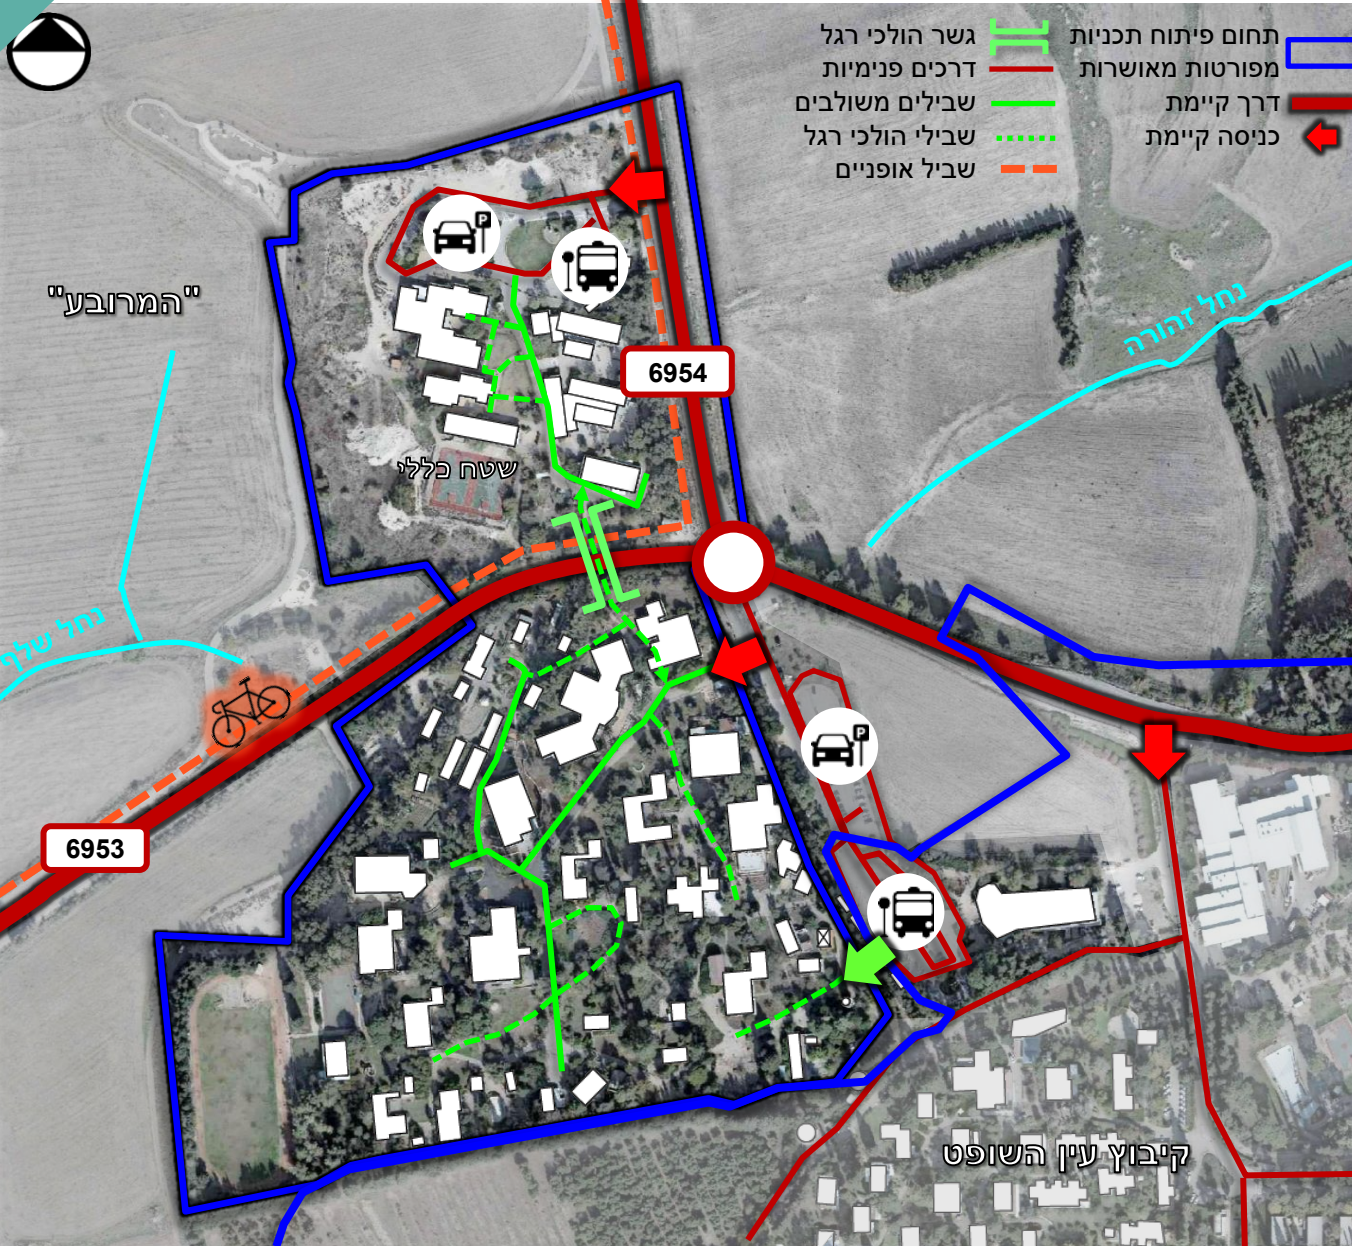 תחום פיתוח תכניות
מפורטות מאושרות
דרך קיימת
כניסה קיימת
גשר הולכי רגל
דרכים פנימיות
שבילים משולבים
שבילי הולכי רגל
שביל אופניים
P
"המרובע"
נחל זהורה
6954
שטח כללי
נחל שלף
P
6953
קיבוץ עין השופט